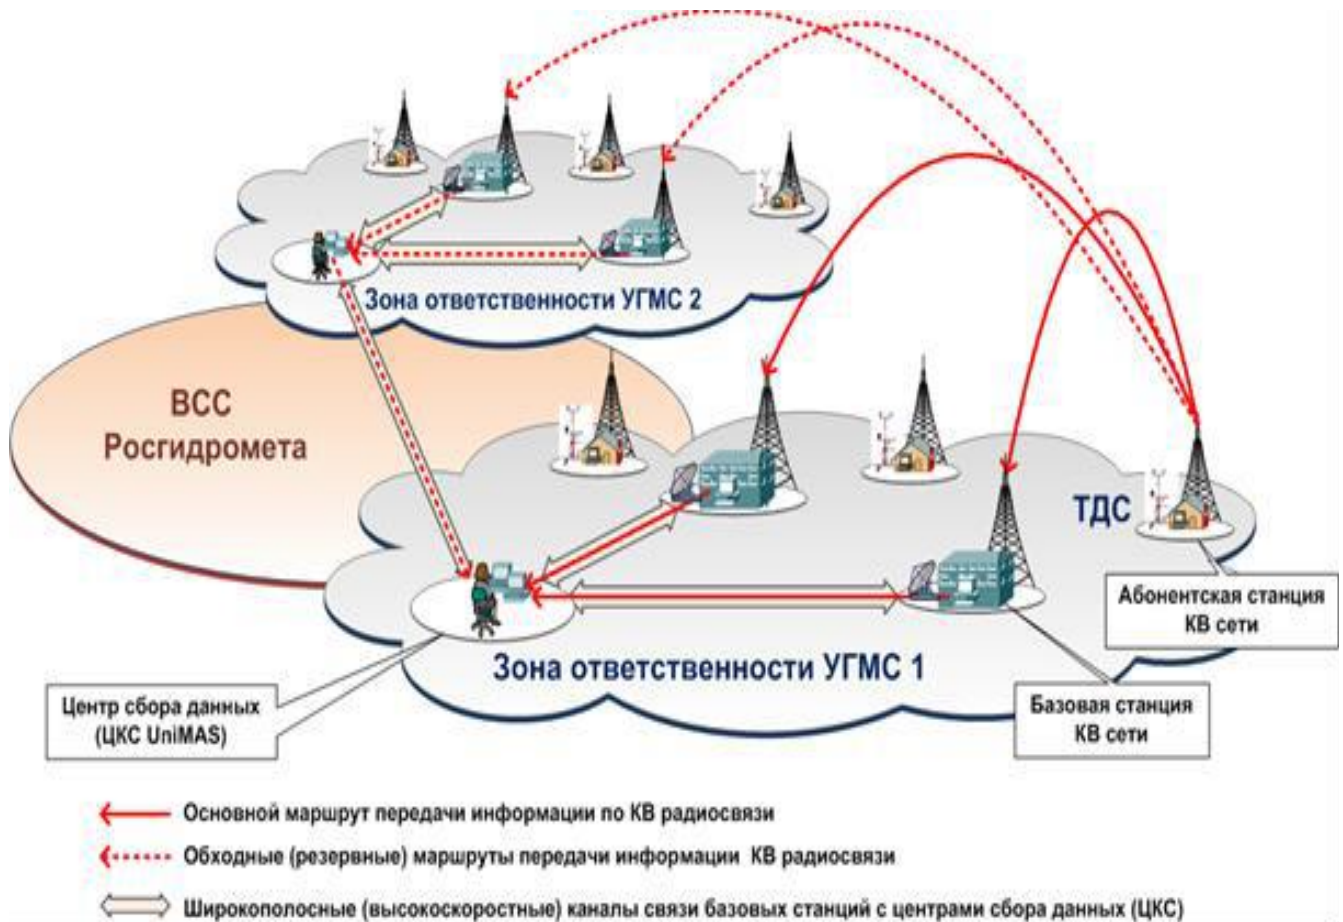 Зона ответственности УГМС 2
ВСС
Росгидромета
ТДС
Абонентская станция
КВ сети
Зона ответственности УГМС 1
Базовая станция
КВ сети
Центр сбора данных
(ЦКС UniMAS)
Основной маршрут передачи информации по КВ радиосвязи
Обходные (резервные) маршруты передачи информации КВ радиосвязи
Широкополосные (высокоскоростные) каналы связи базовых станций с центрами сбора данных (ЦКС)